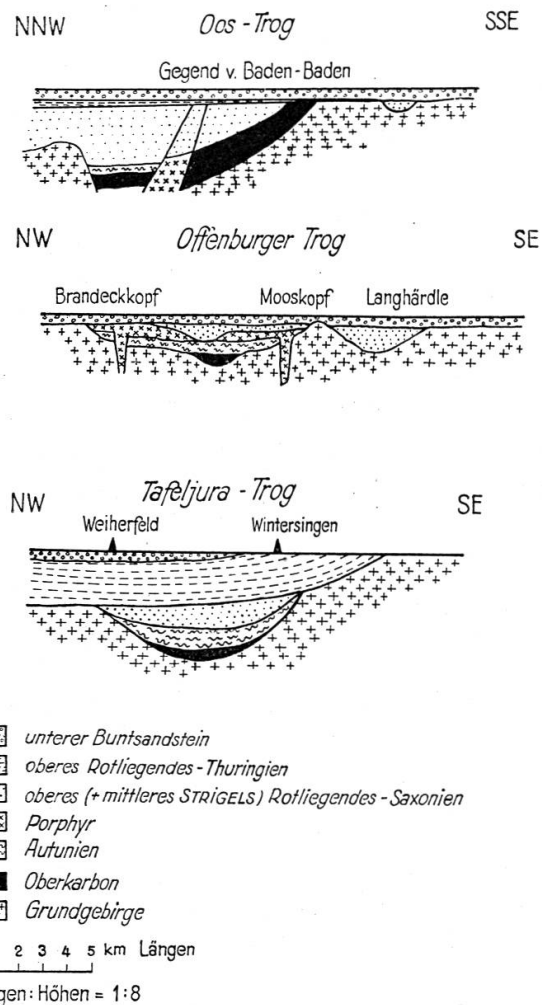 NNW Oos-Trog SSE
Gegend v. Baden-Baden
NW Offenburger Trog SE
Brandeckkopf Mooskopf Langhärdle
NW Tafeljura-Trog SE
Weiherfeld Wintersingen
unterer Buntsandstein
oberes Rotliegendes-Thuringien
oberes (+mittleres STRIGELS) Rotliegendes-Saxonien
Porphyr
Autunien
Oberkarbon
Grundgebirge
2 3 4 5 km Längen
gen: Höhen = 1:8